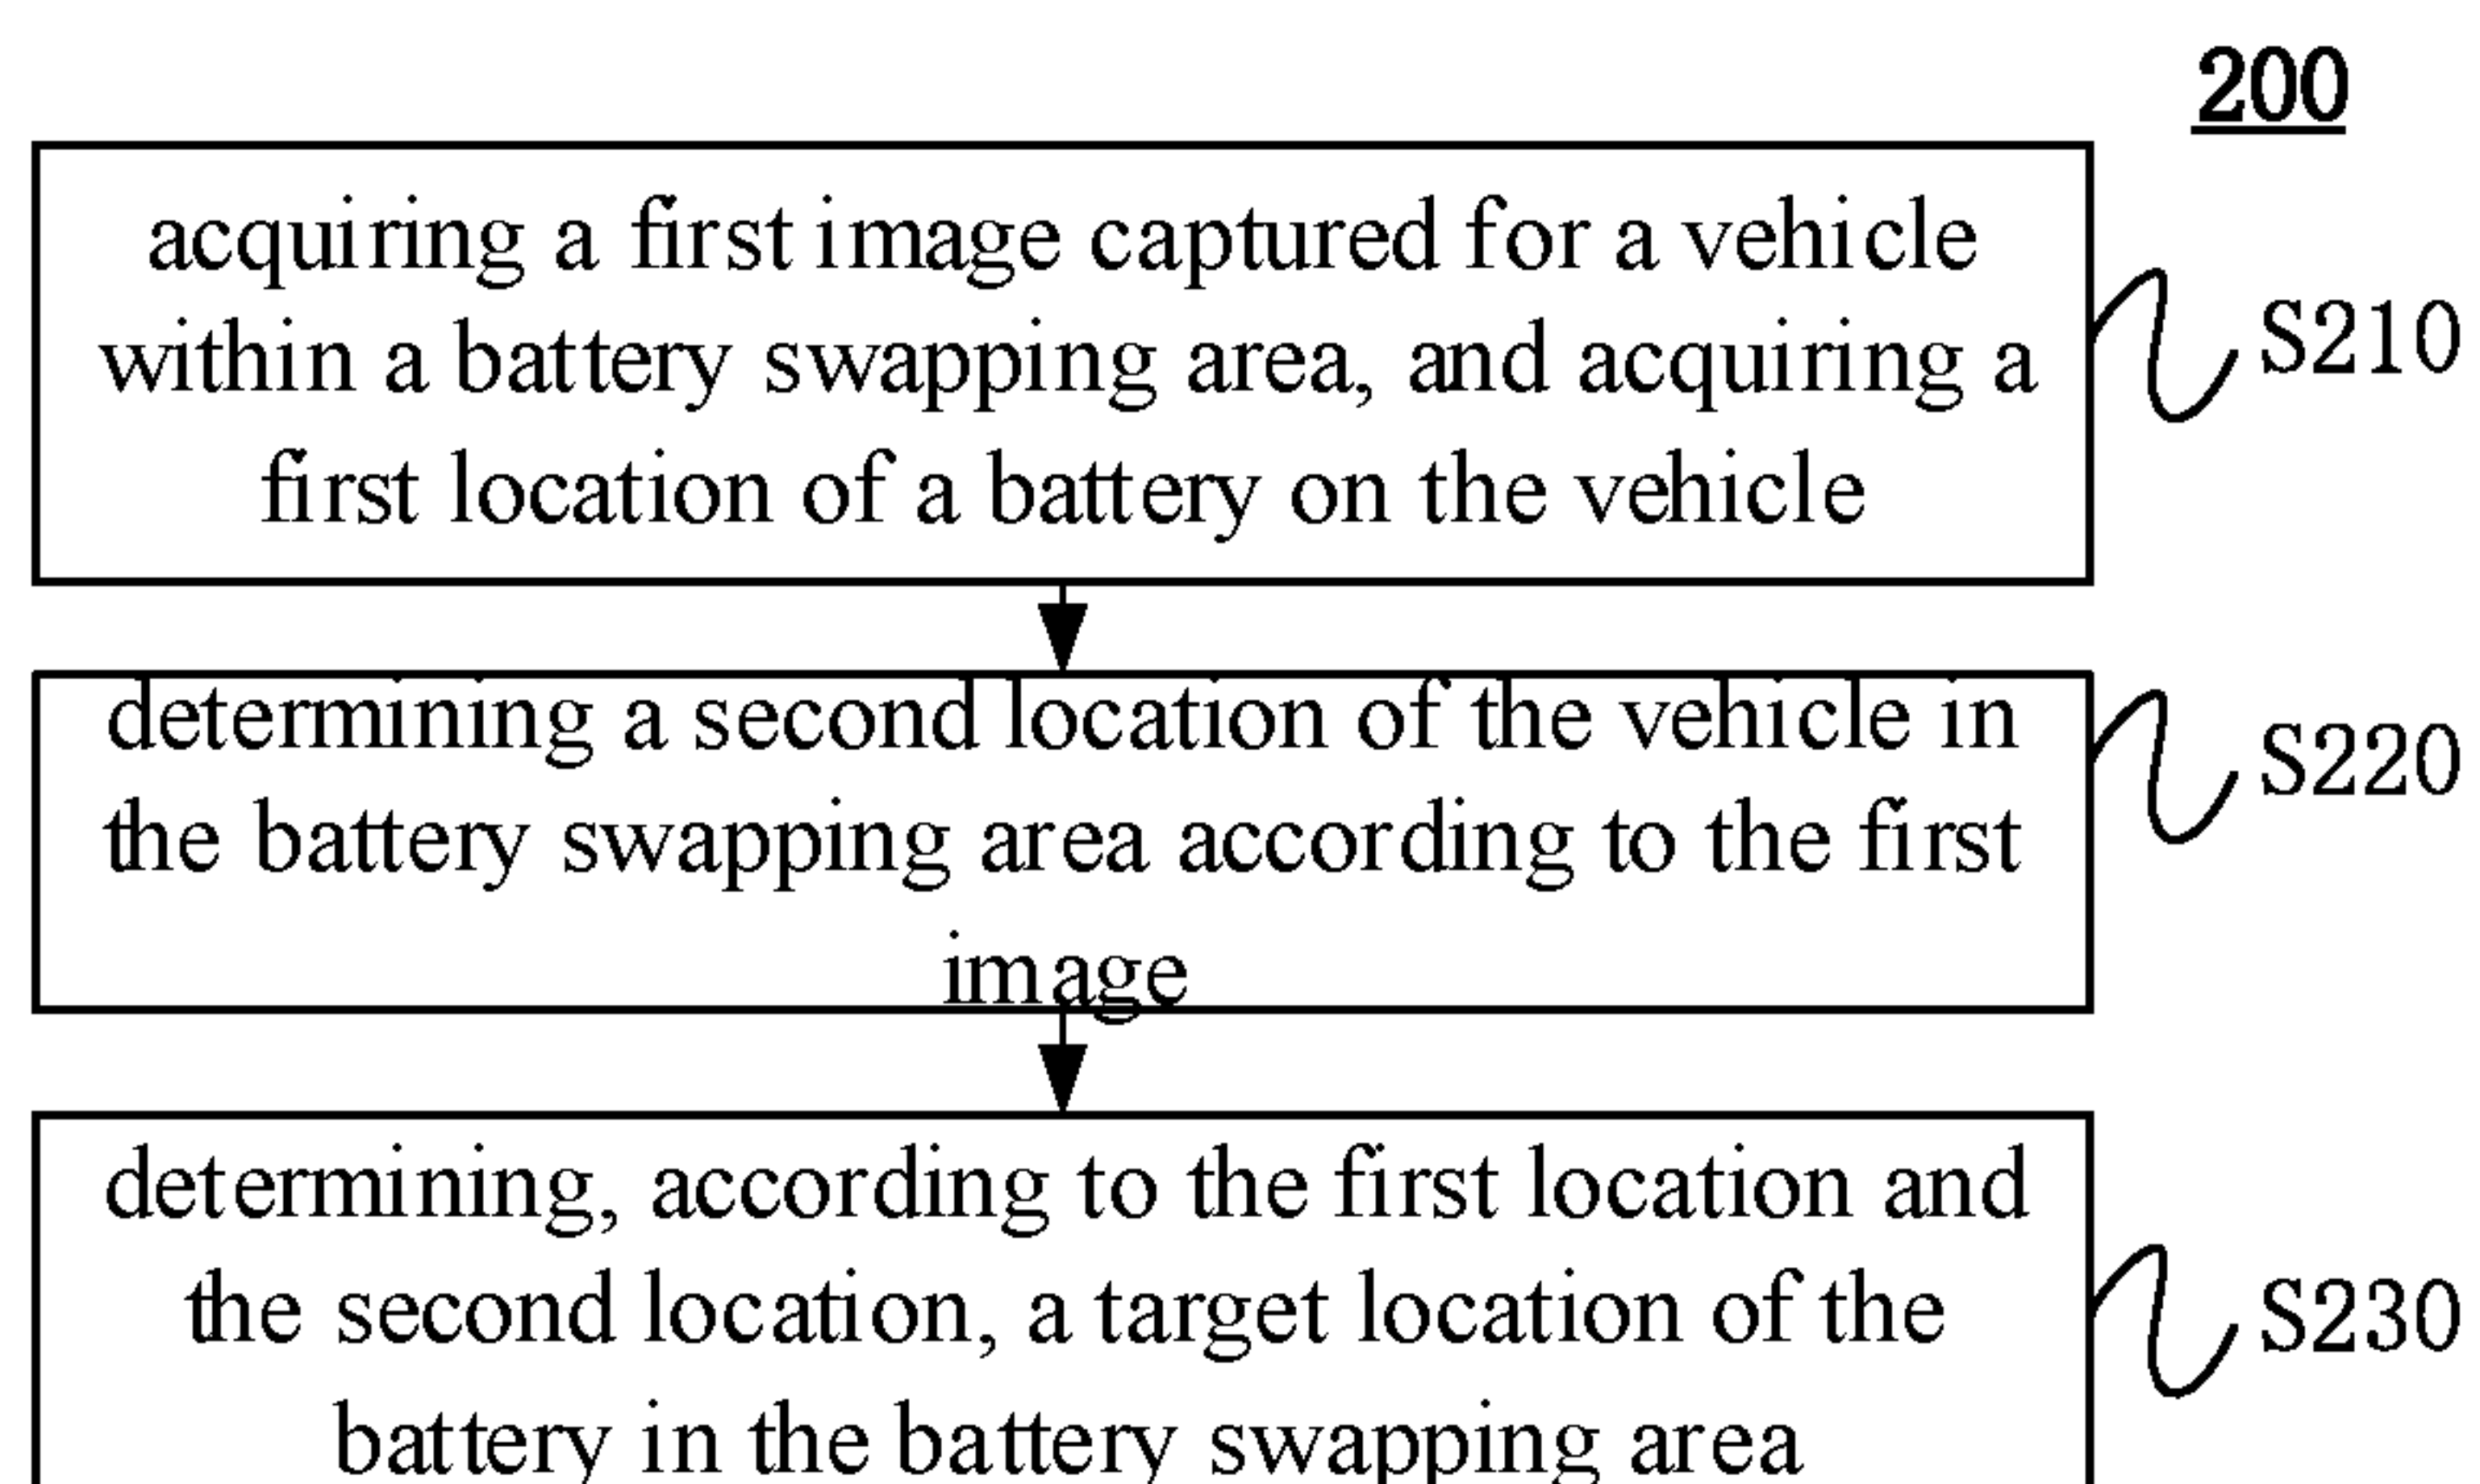 200
acquiring a first image captured for a vehicle
within a battery swapping area, and acquiring a
first location of a battery on the vehicle
S210
determining a second location of the vehicle in
the battery swapping area according to the first
image
S220
determining, according to the first location and
the second location, a target location of the
battery in the battery swapping area
S230